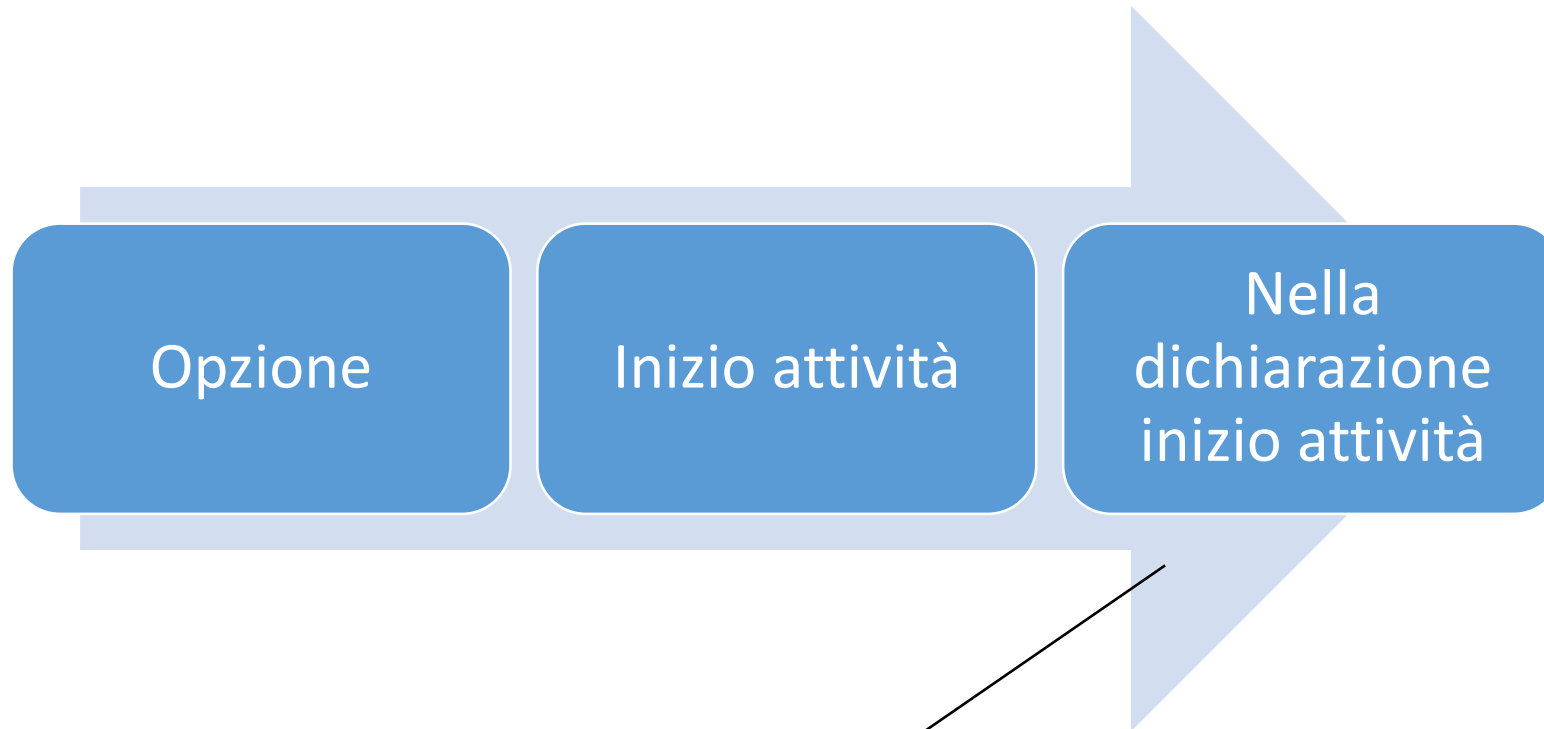 Opzione
Inizio attività
Nella
dichiarazione
inizio attività